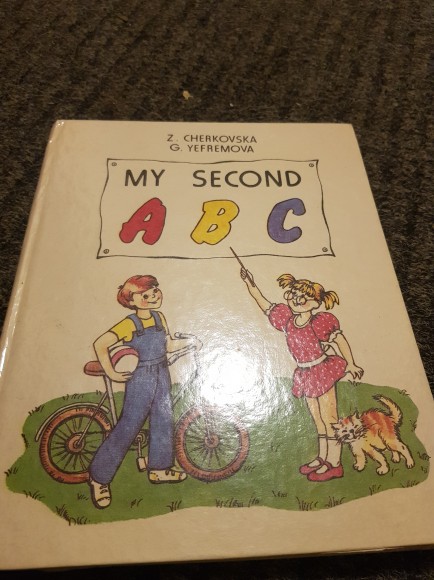 Z. CHERKOVSKA
G. YEFREMOVA
MY SECOND
A B C